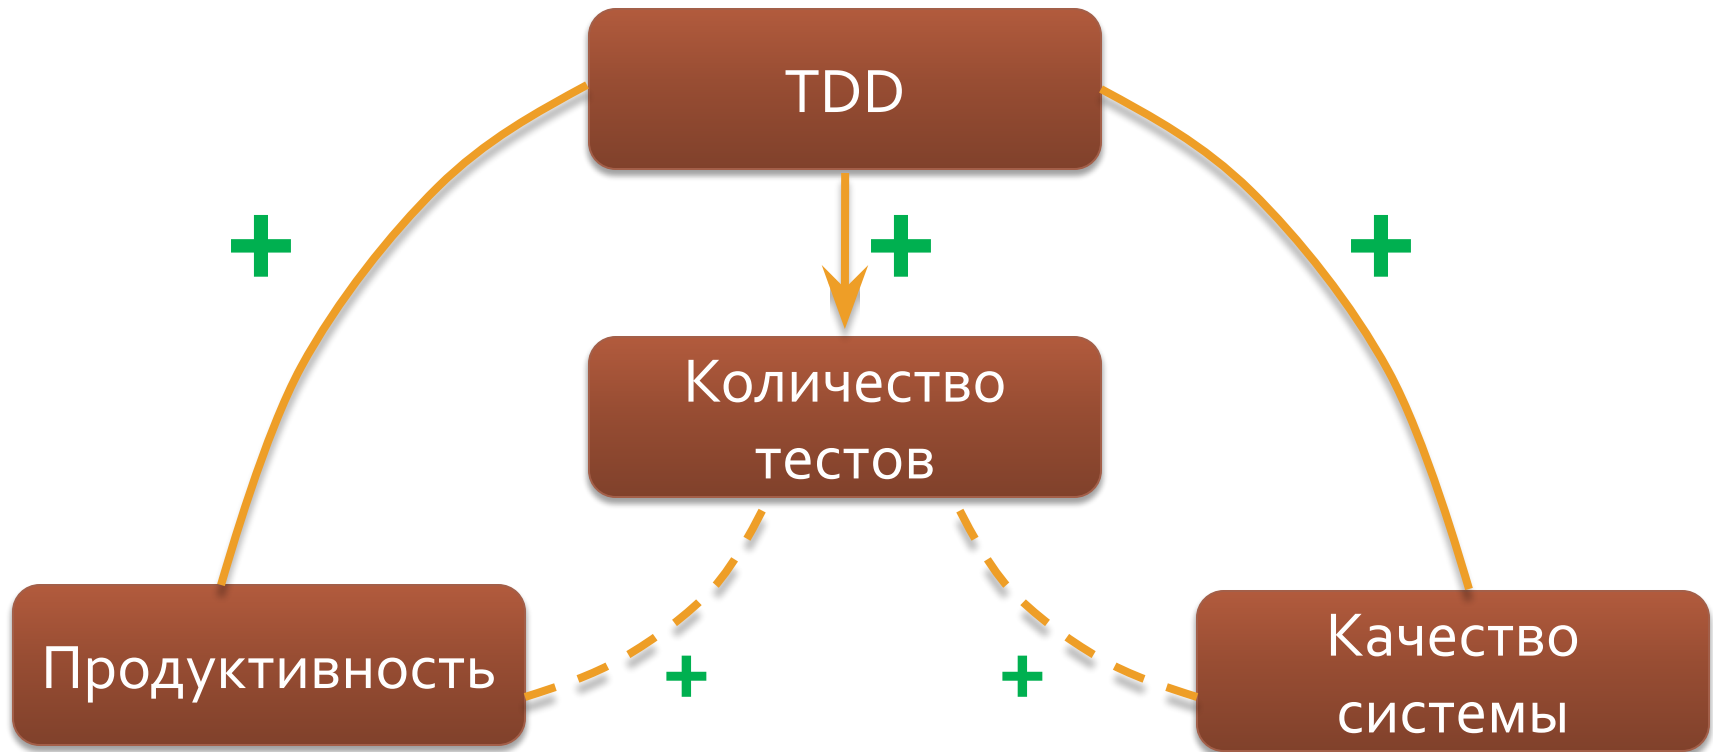 TDD
+
+
+
Количество
тестов
Продуктивность
+
+
Качество
системы